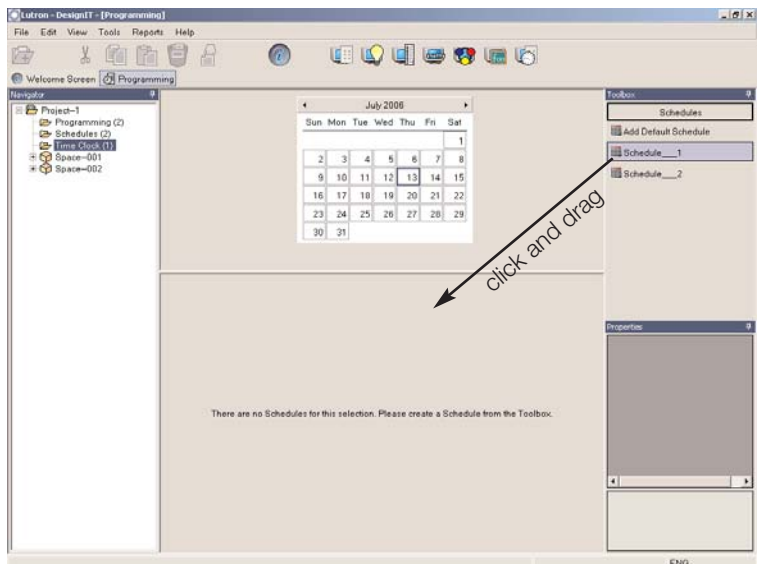 Lutron - DesignIT - [Programming]
File Edit View Tools Reports Help
Welcome Screen Programming
Navigator
Project-1
Programming (2)
Schedules (2)
Time Clock (1)
Space-001
Space-002
July 2006
Sun Mon Tue Wed Thu Fri Sat
1
2 3 4 5 6 7 8
9 10 11 12 13 14 15
16 17 18 19 20 21 22
23 24 25 26 27 28 29
30 31
There are no Schedules for this selection. Please create a Schedule from the Toolbox.
Toolbox
Schedules
Add Default Schedule
Schedule___1
Schedule___2
click and drag
Properties
ENG